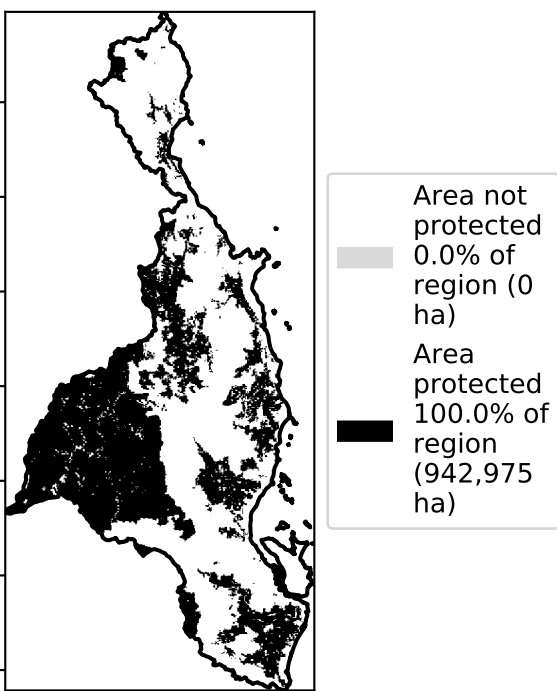 Area not
protected
0.0% of
region (0
ha)
Area
protected
100.0% of
region
(942,975
ha)